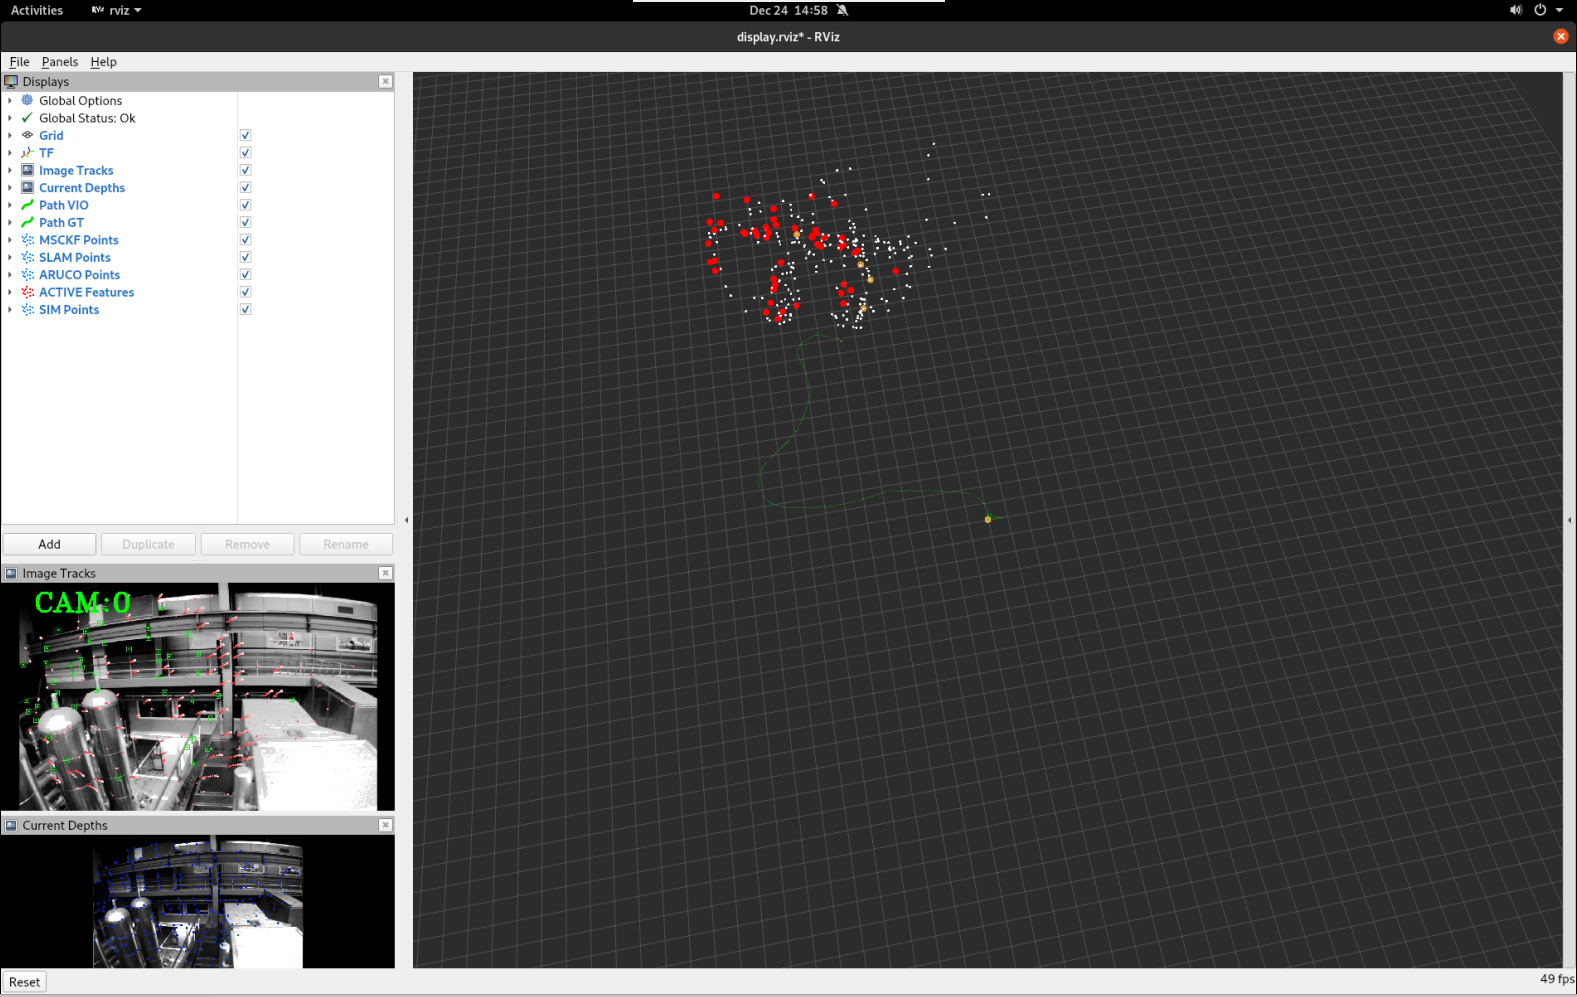 Activities rviz Dec 24 14:58
display.rviz* - RViz
File Panels Help
Displays
Global Options
Global Status: Ok
Grid
TF
Image Tracks
Current Depths
Path VIO
Path GT
MSCKF Points
SLAM Points
ARUCO Points
ACTIVE Features
SIM Points
Add Duplicate Remove Rename
Image Tracks
CAM:0
Current Depths
Reset
49 fps